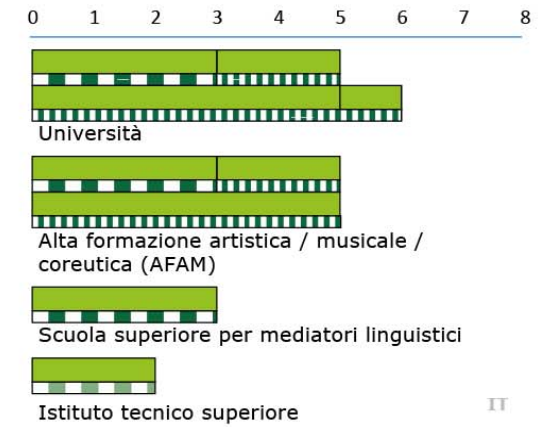 0 1 2 3 4 5 6 7 8
Università
Alta formazione artistica / musicale /
coreutica (AFAM)
Scuola superiore per mediatori linguistici
Istituto tecnico superiore
IT